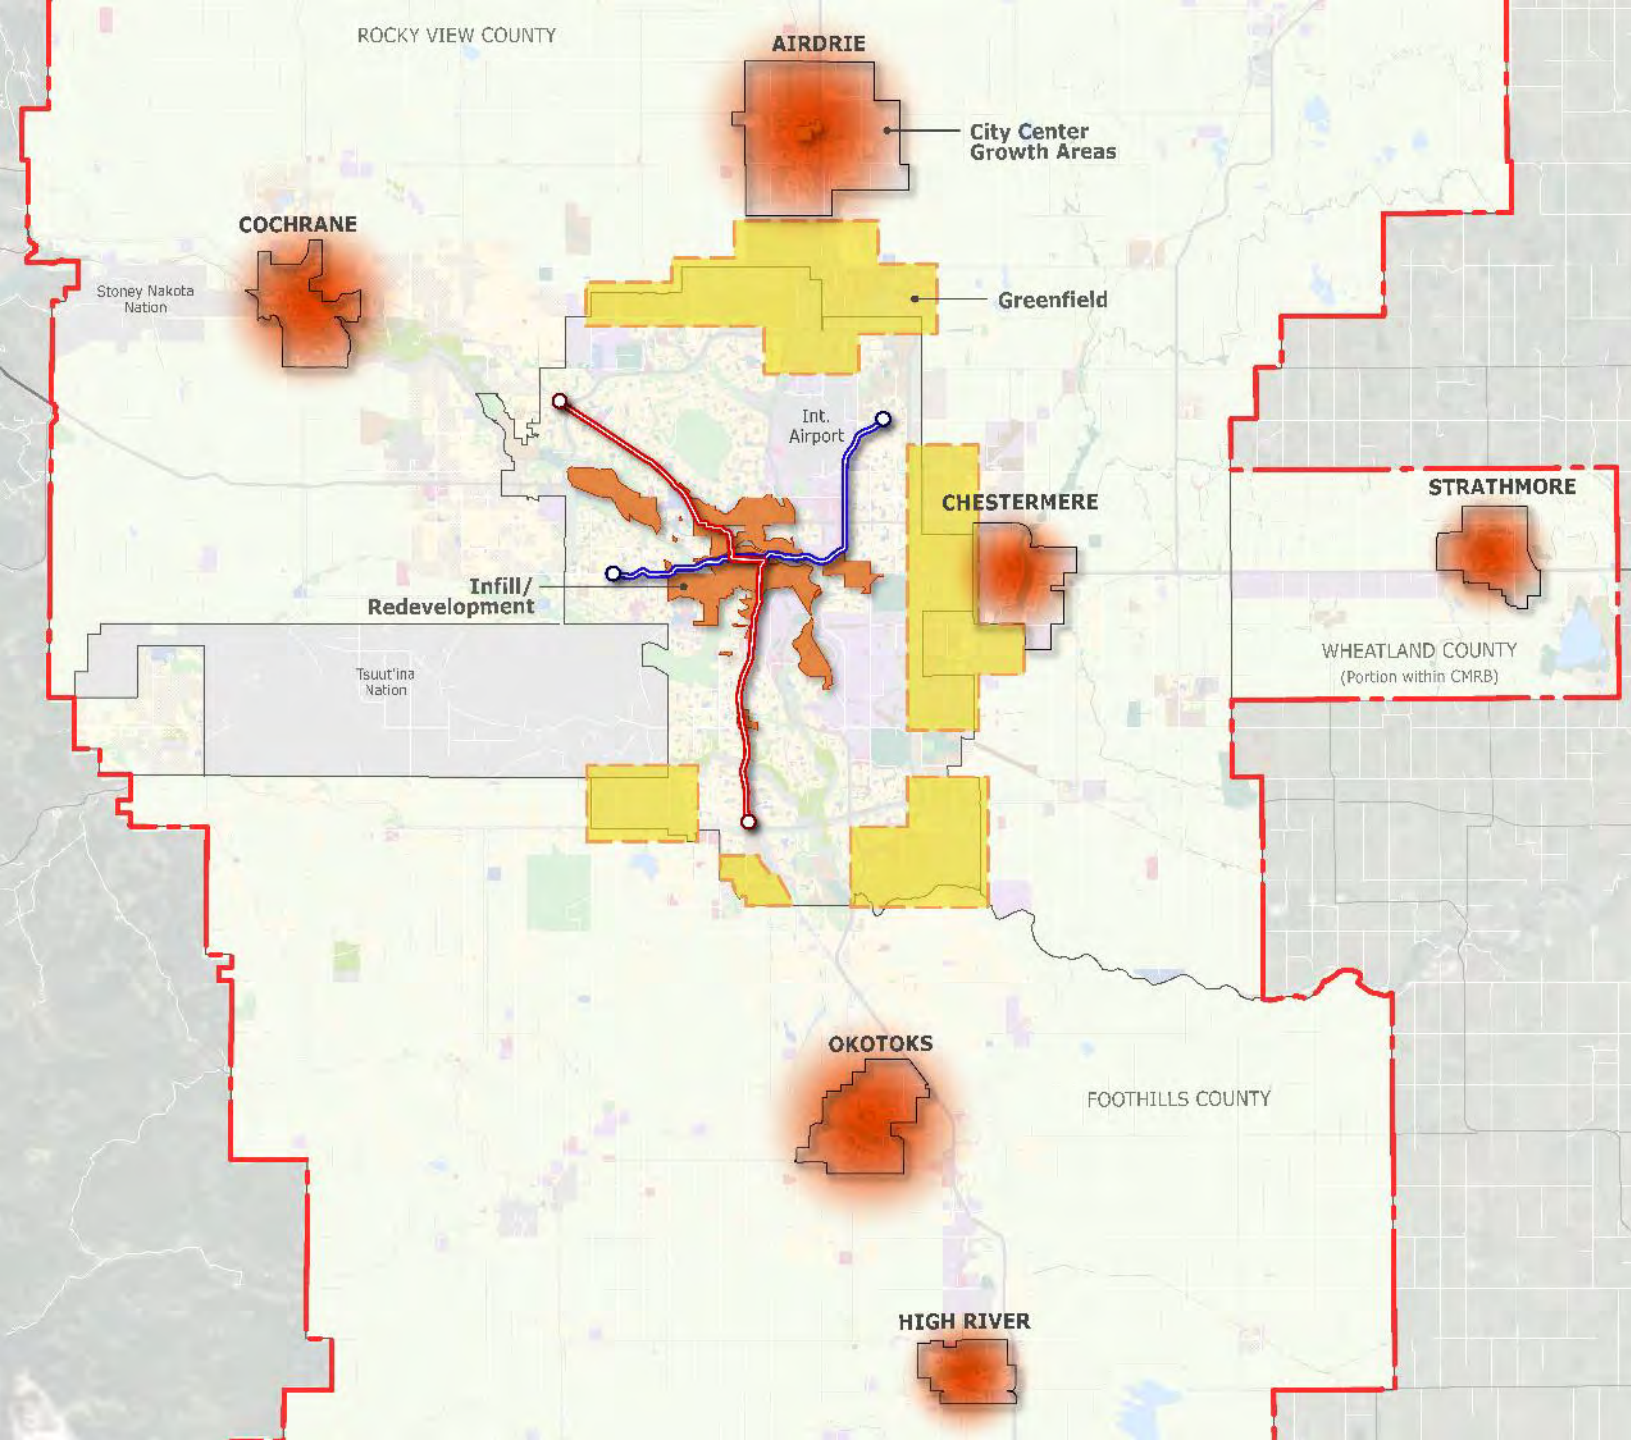 ROCKY VIEW COUNTY
AIRDRIE
City Center
Growth Areas
COCHRANE
Stoney Nakota
Nation
Greenfield
Int.
Airport
CHESTERMERE
STRATHMORE
Infill/
Redevelopment
WHEATLAND COUNTY
(Portion within CMRB)
Tsuut'ina
Nation
OKOTOKS
FOOTHILLS COUNTY
HIGH RIVER